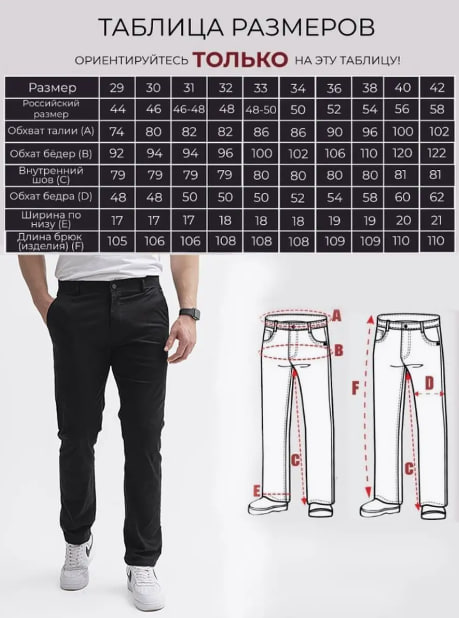 ТАБЛИЦА РАЗМЕРОВ
ОРИЕНТИРУЙТЕСЬ ТОЛЬКО НА ЭТУ ТАБЛИЦУ!
Размер 29 30 31 32 33 34 36 38 40 42
Российский размер 44 46 46-48 48 48-50 50 52 54 56 58
Обхват талии (A) 74 80 82 82 86 86 90 96 100 102
Обхат бёдер (B) 92 94 94 96 100 102 106 110 120 122
Внутренний шов (C) 79 79 79 79 80 80 80 80 81 81
Обхат бедра (D) 48 48 50 50 50 52 54 58 60 62
Ширина по низу (E) 17 17 17 18 18 18 19 19 20 21
Длина брюк (изделия) (F) 105 106 106 108 108 108 109 109 110 110
A
B
C
E
F
D
C